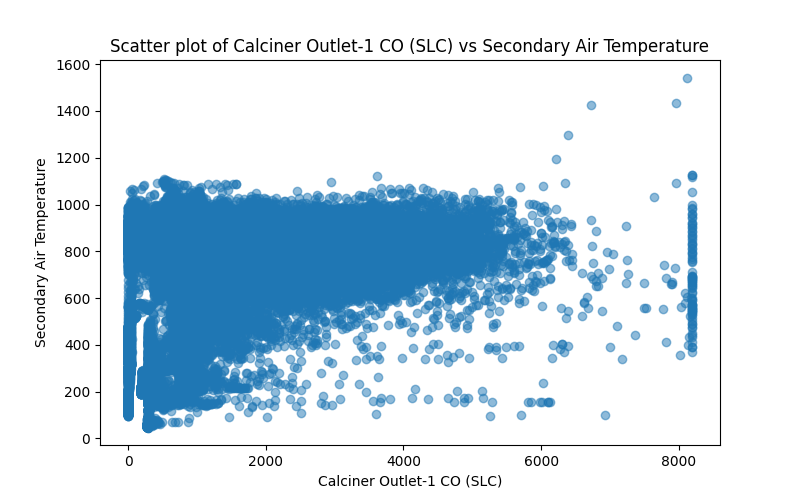 Scatter plot of Calciner Outlet-1 CO (SLC) vs Secondary Air Temperature
1600
1400
1200
1000
800
600
400
200
0
Secondary Air Temperature
0 2000 4000 6000 8000
Calciner Outlet-1 CO (SLC)